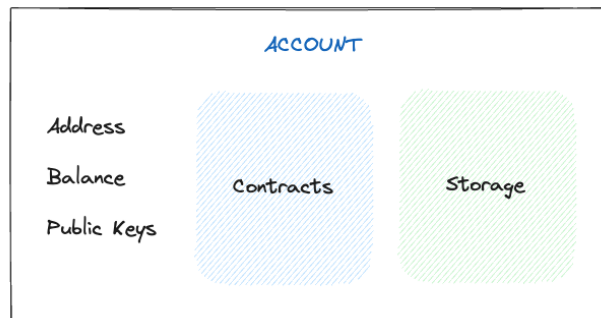 ACCOUNT
Address
Balance
Public Keys
Contracts
Storage